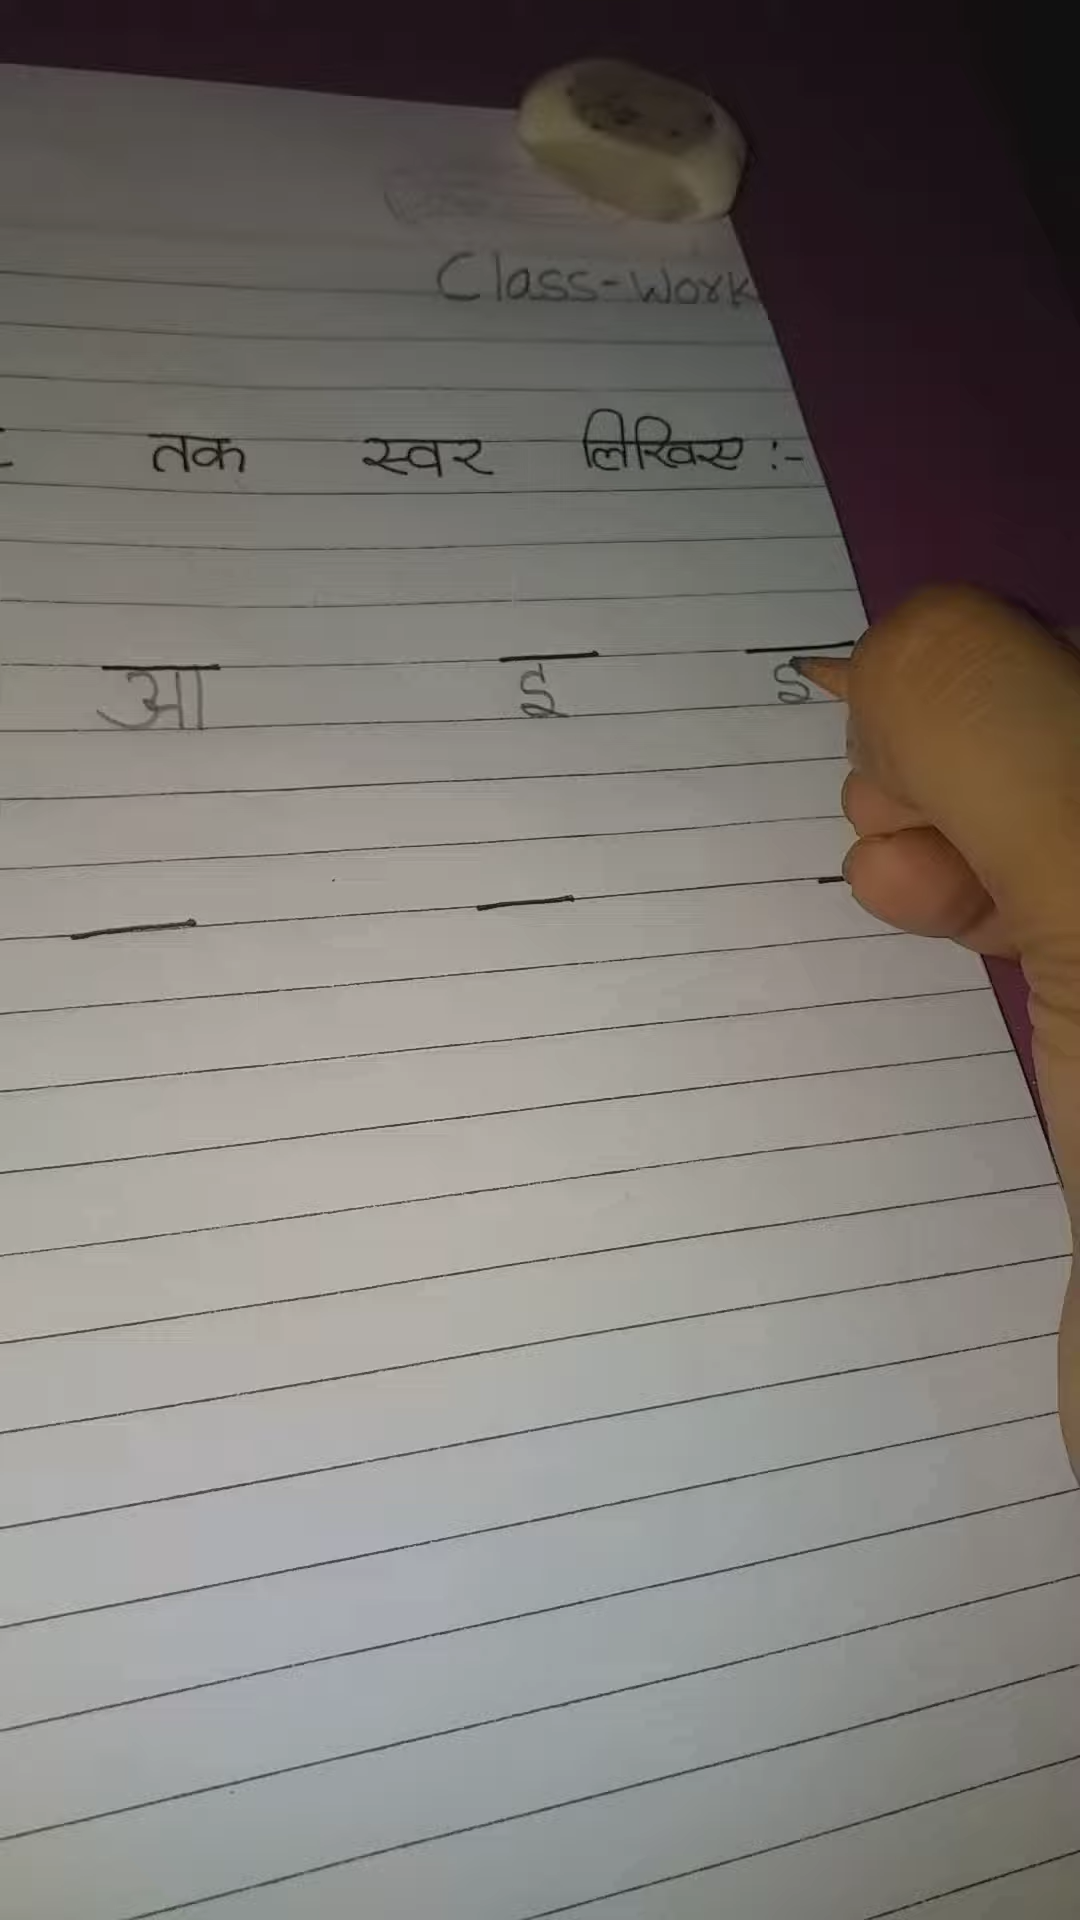 Class-Work
तक स्वर लिखिए :-
आ इ इ